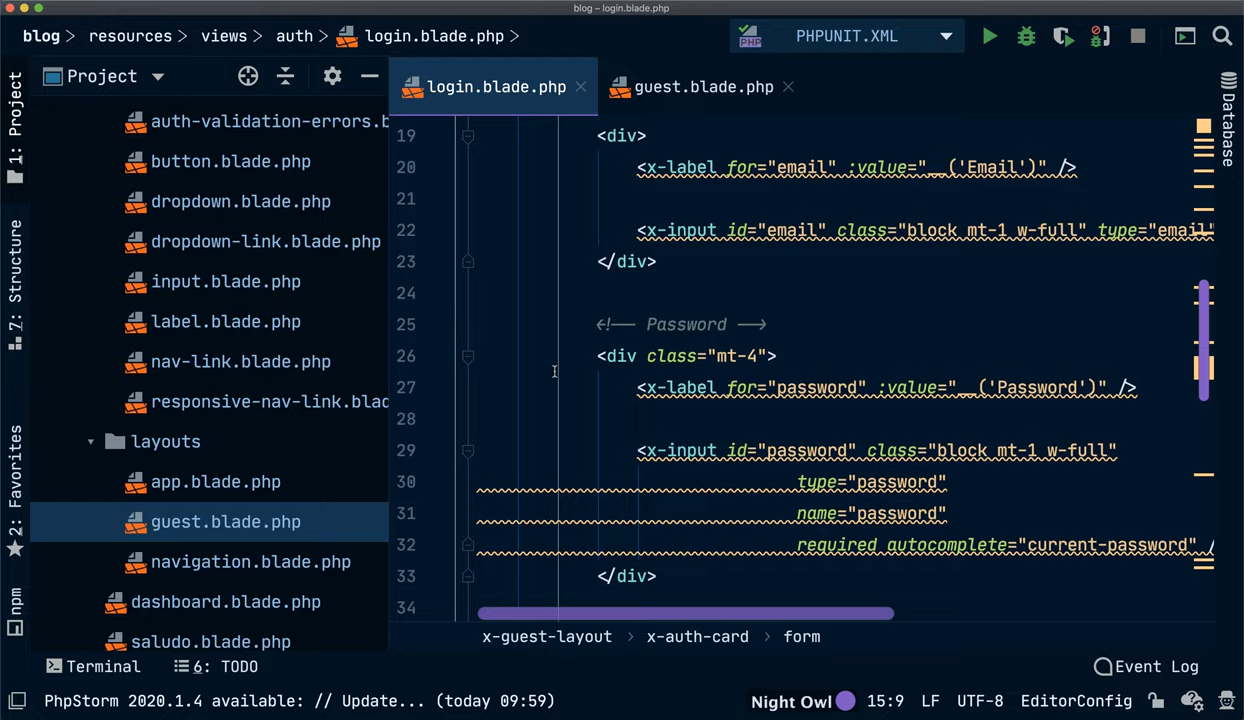 blog – login.blade.php
blog > resources > views > auth > login.blade.php >
PHP
PHPUNIT.XML
Project
login.blade.php
guest.blade.php
1: Project
7: Structure
2: Favorites
npm
auth-validation-errors.b
button.blade.php
dropdown.blade.php
dropdown-link.blade.php
input.blade.php
label.blade.php
nav-link.blade.php
responsive-nav-link.blad
layouts
app.blade.php
guest.blade.php
navigation.blade.php
dashboard.blade.php
saludo.blade.php
19 <div>
20 <x-label for="email" :value="__('Email')" />
21
22 <x-input id="email" class="block mt-1 w-full" type="email"
23 </div>
24
25 <!-- Password -->
26 <div class="mt-4">
27 <x-label for="password" :value="__('Password')" />
28
29 <x-input id="password" class="block mt-1 w-full"
30 type="password"
31 name="password"
32 required autocomplete="current-password" /
33 </div>
34
Database
x-guest-layout > x-auth-card > form
Terminal
6: TODO
Event Log
PhpStorm 2020.1.4 available: // Update... (today 09:59)
Night Owl
15:9
LF
UTF-8
EditorConfig